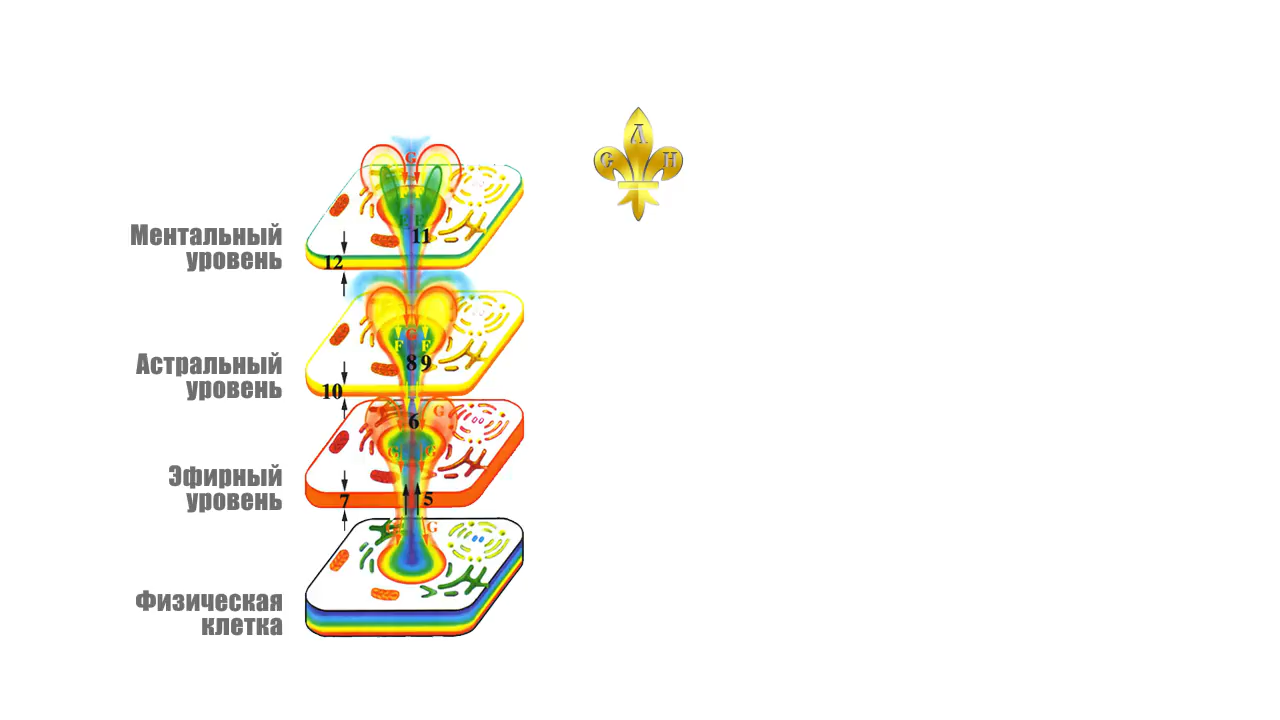 G
F F
E E
11
Ментальный
уровень
12
G
F F
8 9
Астральный
уровень
10
6
G
G G
Эфирный
уровень
7
5
G
Физическая
клетка
G А Н